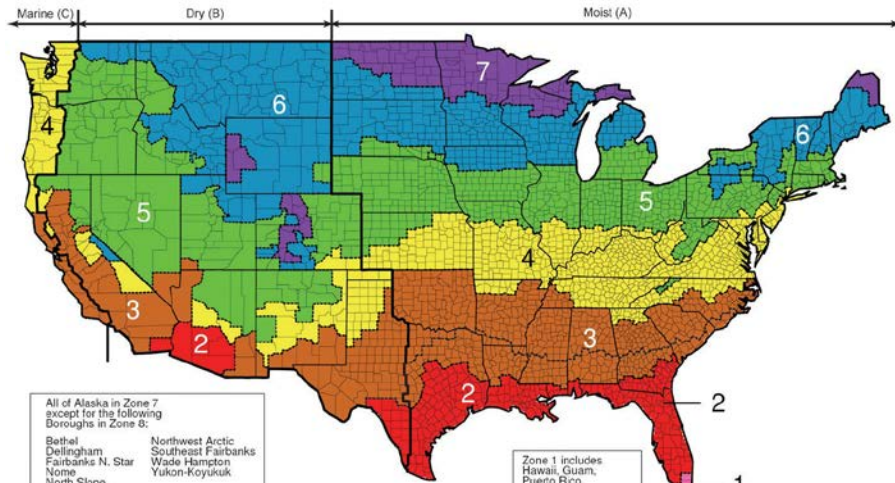 Marine (C)
Dry (B)
Moist (A)
7
6
4
6
5
5
4
3
3
2
2
2
All of Alaska in Zone 7
except for the following
Boroughs in Zone 8:
Bethel
Northwest Arctic
Dellingham
Southeast Fairbanks
Fairbanks N. Star
Wade Hampton
Nome
Yukon-Koyukuk
North Slope
Zone 1 includes
Hawaii, Guam,
Puerto Rico
1